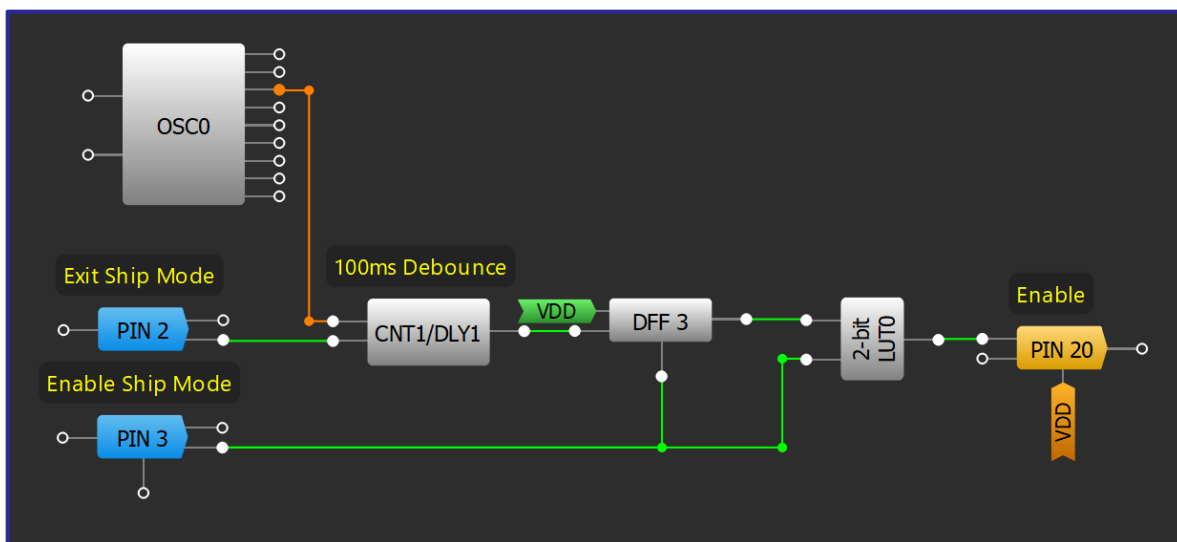 OSC0
Exit Ship Mode
100ms Debounce
Enable
PIN 2
CNT1/DLY1
VDD
DFF 3
2-bit
LUT0
PIN 20
Enable Ship Mode
PIN 3
VDD